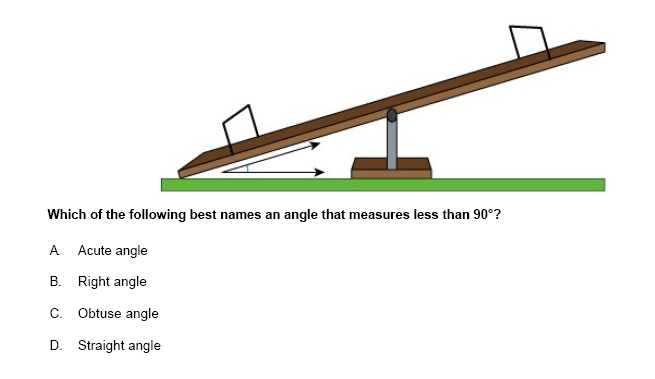 Which of the following best names an angle that measures less than 90°?
A Acute angle
B. Right angle
C. Obtuse angle
D. Straight angle